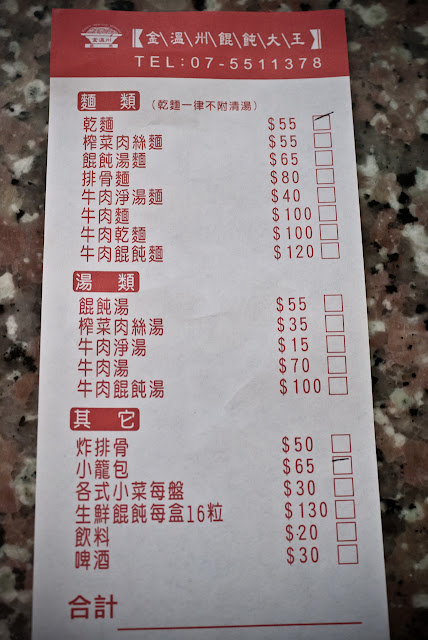 金溫州
【金\溫\州\餛\飩\大\王】
TEL:07-5511378
麵類 (乾麵一律不附清湯)
乾麵 $55
榨菜肉絲麵 $55
餛飩湯麵 $65
排骨麵 $80
牛肉淨湯麵 $40
牛肉麵 $100
牛肉乾麵 $100
牛肉餛飩麵 $120
湯類
餛飩湯 $55
榨菜肉絲湯 $35
牛肉淨湯 $15
牛肉湯 $70
牛肉餛飩湯 $100
其它
炸排骨 $50
小籠包 $65
各式小菜每盤 $30
生鮮餛飩每盒16粒 $130
飲料 $20
啤酒 $30
合計